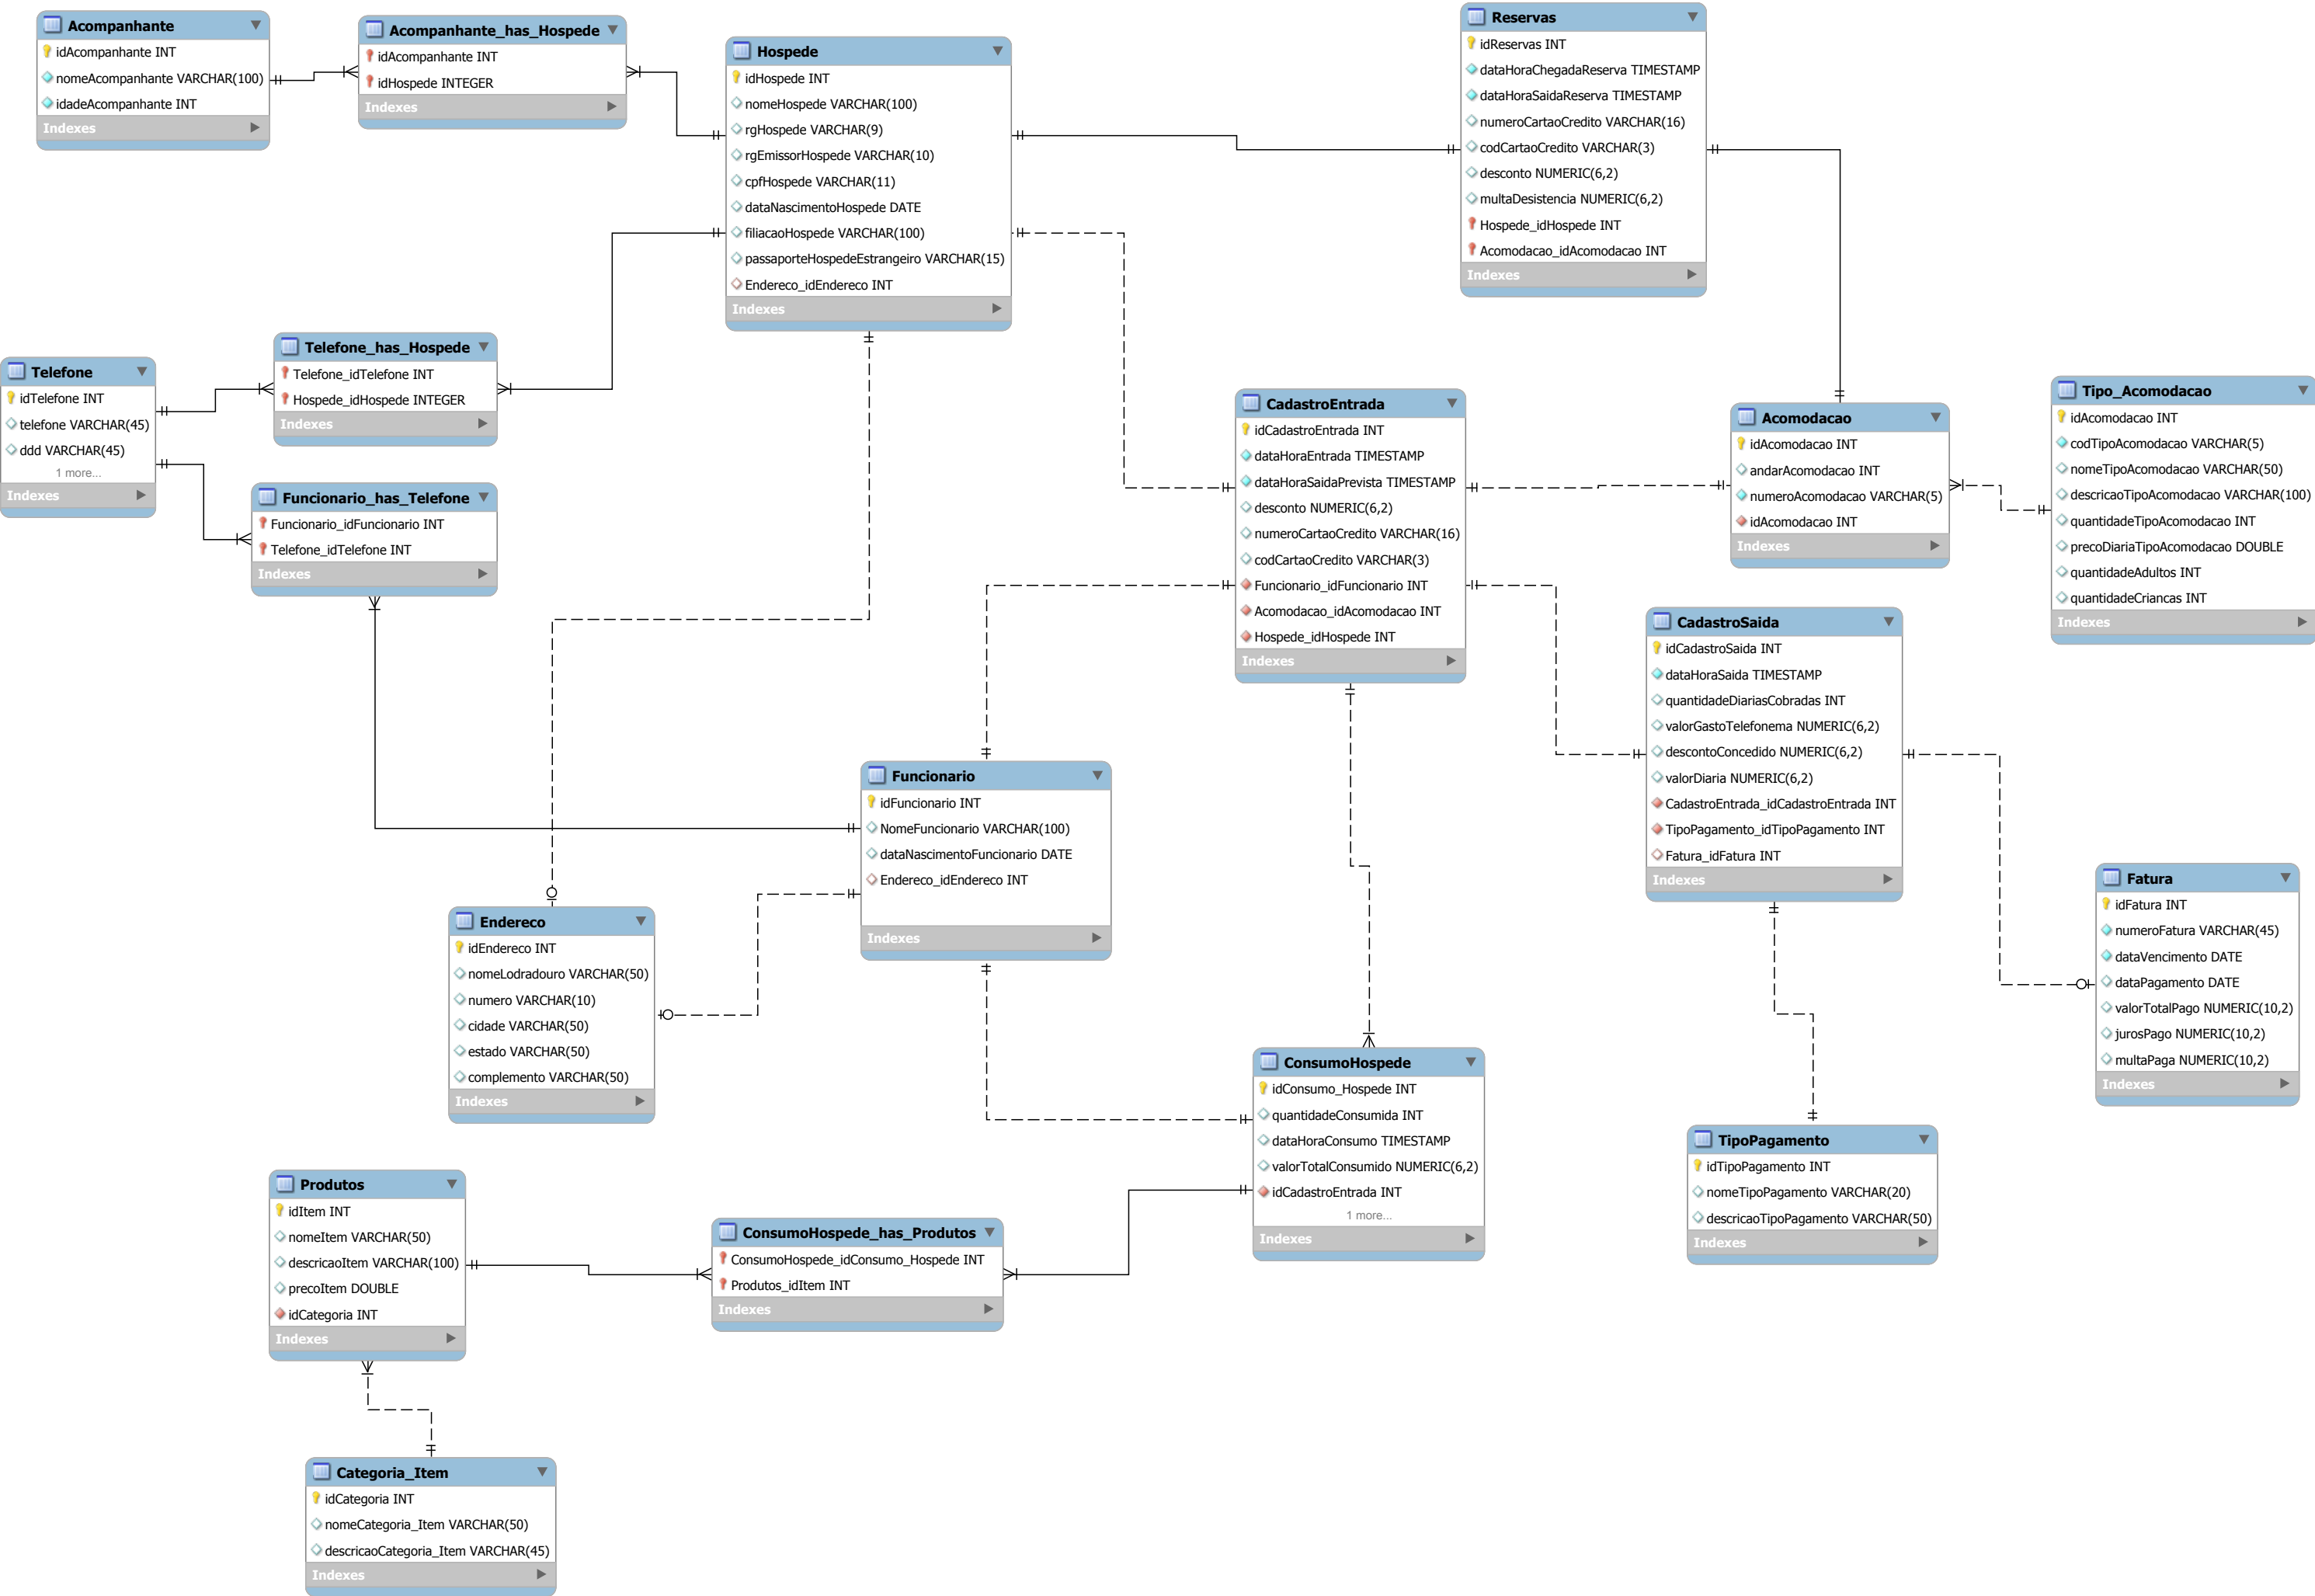 Acompanhante
idAcompanhante INT
nomeAcompanhante VARCHAR(100)
idadeAcompanhante INT
Indexes
Acompanhante_has_Hospede
idAcompanhante INT
idHospede INTEGER
Indexes
Hospede
idHospede INT
nomeHospede VARCHAR(100)
rgHospede VARCHAR(9)
rgEmissorHospede VARCHAR(10)
cpfHospede VARCHAR(11)
dataNascimentoHospede DATE
filiacaoHospede VARCHAR(100)
passaporteHospedeEstrangeiro VARCHAR(15)
Endereco_idEndereco INT
Indexes
Reservas
idReservas INT
dataHoraChegadaReserva TIMESTAMP
dataHoraSaidaReserva TIMESTAMP
numeroCartaoCredito VARCHAR(16)
codCartaoCredito VARCHAR(3)
desconto NUMERIC(6,2)
multaDesistencia NUMERIC(6,2)
Hospede_idHospede INT
Acomodacao_idAcomodacao INT
Indexes
Telefone
idTelefone INT
telefone VARCHAR(45)
ddd VARCHAR(45)
1 more...
Indexes
Telefone_has_Hospede
Telefone_idTelefone INT
Hospede_idHospede INTEGER
Indexes
Funcionario_has_Telefone
Funcionario_idFuncionario INT
Telefone_idTelefone INT
Indexes
CadastroEntrada
idCadastroEntrada INT
dataHoraEntrada TIMESTAMP
dataHoraSaidaPrevista TIMESTAMP
desconto NUMERIC(6,2)
numeroCartaoCredito VARCHAR(16)
codCartaoCredito VARCHAR(3)
Funcionario_idFuncionario INT
Acomodacao_idAcomodacao INT
Hospede_idHospede INT
Indexes
Acomodacao
idAcomodacao INT
andarAcomodacao INT
numeroAcomodacao VARCHAR(5)
idAcomodacao INT
Indexes
Tipo_Acomodacao
idAcomodacao INT
codTipoAcomodacao VARCHAR(5)
nomeTipoAcomodacao VARCHAR(50)
descricaoTipoAcomodacao VARCHAR(100)
quantidadeTipoAcomodacao INT
precoDiariaTipoAcomodacao DOUBLE
quantidadeAdultos INT
quantidadeCriancas INT
Indexes
CadastroSaida
idCadastroSaida INT
dataHoraSaida TIMESTAMP
quantidadeDiariasCobradas INT
valorGastoTelefonema NUMERIC(6,2)
descontoConcedido NUMERIC(6,2)
valorDiaria NUMERIC(6,2)
CadastroEntrada_idCadastroEntrada INT
TipoPagamento_idTipoPagamento INT
Fatura_idFatura INT
Indexes
Funcionario
idFuncionario INT
NomeFuncionario VARCHAR(100)
dataNascimentoFuncionario DATE
Endereco_idEndereco INT
Indexes
Fatura
idFatura INT
numeroFatura VARCHAR(45)
dataVencimento DATE
dataPagamento DATE
valorTotalPago NUMERIC(10,2)
jurosPago NUMERIC(10,2)
multaPaga NUMERIC(10,2)
Indexes
Endereco
idEndereco INT
nomeLodradouro VARCHAR(50)
numero VARCHAR(10)
cidade VARCHAR(50)
estado VARCHAR(50)
complemento VARCHAR(50)
Indexes
ConsumoHospede
idConsumo_Hospede INT
quantidadeConsumida INT
dataHoraConsumo TIMESTAMP
valorTotalConsumido NUMERIC(6,2)
idCadastroEntrada INT
1 more...
Indexes
TipoPagamento
idTipoPagamento INT
nomeTipoPagamento VARCHAR(20)
descricaoTipoPagamento VARCHAR(50)
Indexes
Produtos
idItem INT
nomeItem VARCHAR(50)
descricaoItem VARCHAR(100)
precoItem DOUBLE
idCategoria INT
Indexes
ConsumoHospede_has_Produtos
ConsumoHospede_idConsumo_Hospede INT
Produtos_idItem INT
Indexes
Categoria_Item
idCategoria INT
nomeCategoria_Item VARCHAR(50)
descricaoCategoria_Item VARCHAR(45)
Indexes